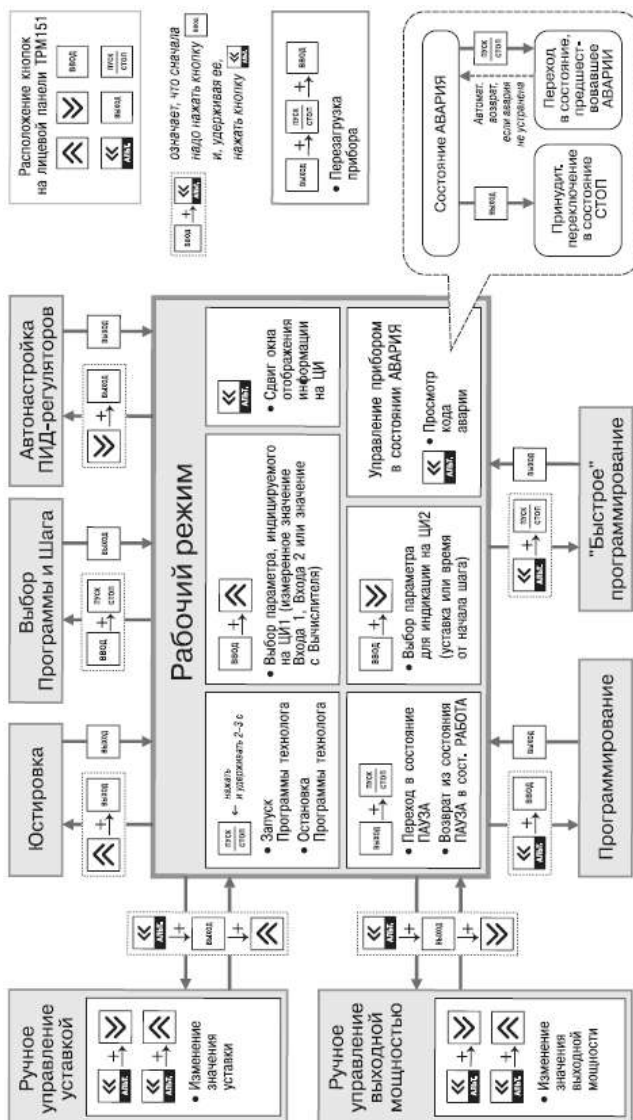 Ручное
управление
уставкой
АЛЬТ.
АЛЬТ.
• Изменение
значения
уставки
Ручное
управление
выходной
мощностью
АЛЬТ.
АЛЬТ.
• Изменение
значения
выходной
мощности
АЛЬТ.
выход
АЛЬТ.
выход
Юстировка
выход
выход
Выбор
Программы и Шага
ввод
пуск
стоп
выход
Автонастройка
ПИД-регуляторов
выход
выход
Рабочий режим
пуск
стоп
← нажать
и удерживать 2–3 с
• Запуск
Программы технолога
• Остановка
Программы технолога
ввод
• Выбор параметра, индицируемого
на ЦИ1 (измеренное значение
Входа 1, Входа 2 или значение
с Вычислителя)
АЛЬТ.
• Сдвиг окна
отображения
информации
на ЦИ
выход
пуск
стоп
• Переход в состояние
ПАУЗА
• Возврат из состояния
ПАУЗА в сост. РАБОТА
ввод
• Выбор параметра
для индикации на ЦИ2
(уставка или время
от начала шага)
Управление прибором
в состоянии АВАРИЯ
АЛЬТ.
• Просмотр
кода
аварии
АЛЬТ.
ввод
выход
Программирование
АЛЬТ.
пуск
стоп
выход
"Быстрое"
программирование
Расположение кнопок
на лицевой панели ТРМ151
ввод
АЛЬТ.
выход
пуск
стоп
ввод
АЛЬТ.
означает, что сначала
надо нажать кнопку ввод
и, удерживая ее,
нажать кнопку АЛЬТ.
выход
пуск
стоп
ввод
• Перезагрузка
прибора
Состояние АВАРИЯ
выход
Автомат.
возврат,
если авария
не устранена
пуск
стоп
Принудит.
переключение
в состояние
СТОП
Переход
в состояние,
предшест-
вовавшее
АВАРИИ